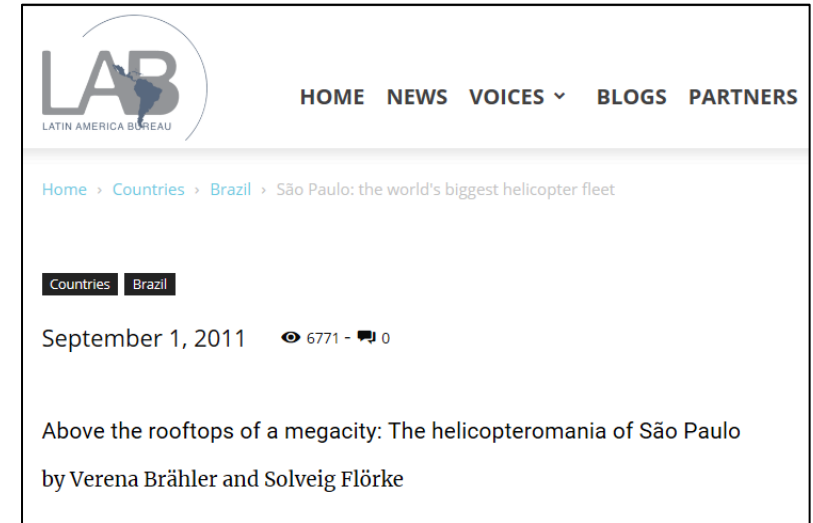 LAB
LATIN AMERICA BUREAU
HOME NEWS VOICES BLOGS PARTNERS
Home › Countries › Brazil › São Paulo: the world's biggest helicopter fleet
Countries Brazil
September 1, 2011 6771 - 0
Above the rooftops of a megacity: The helicopteromania of São Paulo
by Verena Brähler and Solveig Flörke